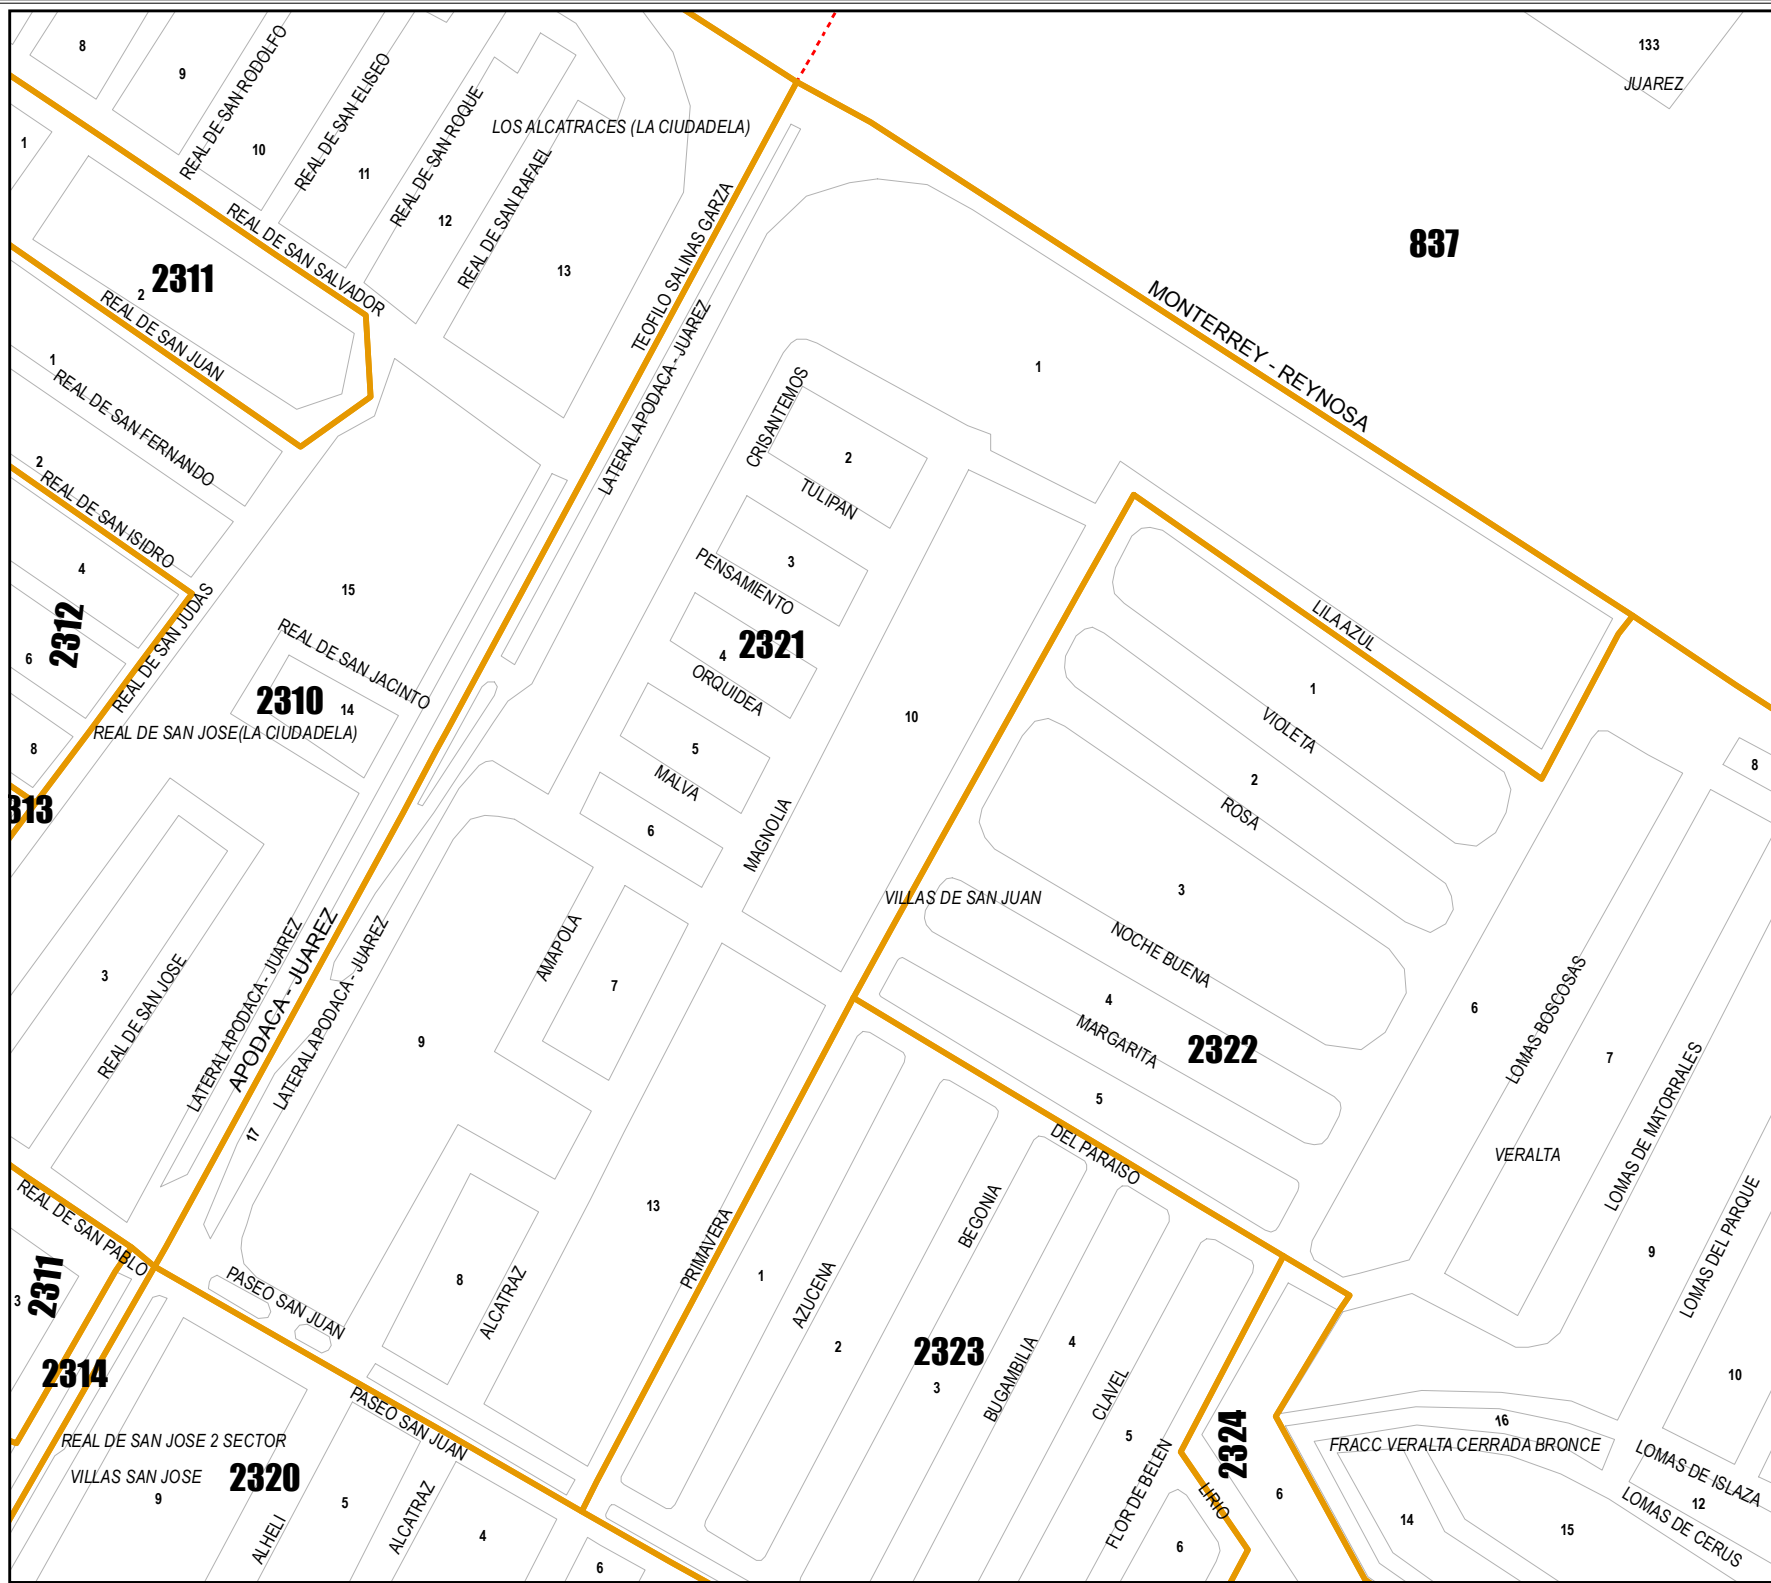 8
9
133
JUAREZ
REAL DE SAN RODOLFO
REAL DE SAN ELISEO
REAL DE SAN ROQUE
LOS ALCATRACES (LA CIUDADELA)
1
10
11
12
13
REAL DE SAN RAFAEL
REAL DE SAN SALVADOR
TEOFILO SALINAS GARZA
837
2311
2
REAL DE SAN JUAN
MONTERREY - REYNOSA
LATERAL APODACA - JUAREZ
1
1
REAL DE SAN FERNANDO
CRISANTEMOS
2
TULIPAN
2
REAL DE SAN ISIDRO
4
3
PENSAMIENTO
15
2312
6
REAL DE SAN JUDAS
REAL DE SAN JACINTO
LILA AZUL
2321
4
ORQUIDEA
1
VIOLETA
2310
14
REAL DE SAN JOSE(LA CIUDADELA)
10
8
5
MALVA
8
2
ROSA
313
6
MAGNOLIA
VILLAS DE SAN JUAN
3
NOCHE BUENA
AMAPOLA
7
3
REAL DE SAN JOSE
LATERAL APODACA - JUAREZ
APODACA - JUAREZ
LATERAL APODACA - JUAREZ
9
4
MARGARITA
2322
6
LOMAS BOSCOSAS
7
LOMAS DE MATORRALES
5
17
DEL PARAISO
VERALTA
REAL DE SAN PABLO
13
PRIMAVERA
BEGONIA
LOMAS DEL PARQUE
9
2311
3
PASEO SAN JUAN
8
ALCATRAZ
1
AZUCENA
2
2323
3
BUGAMBILIA
4
CLAVEL
10
2314
PASEO SAN JUAN
5
2324
16
FRACC VERALTA CERRADA BRONCE
LOMAS DE ISLAZA
REAL DE SAN JOSE 2 SECTOR
VILLAS SAN JOSE
2320
9
5
ALHELI
ALCATRAZ
4
6
FLOR DE BELEN
LIRIO
6
6
14
15
12
LOMAS DE CERUS